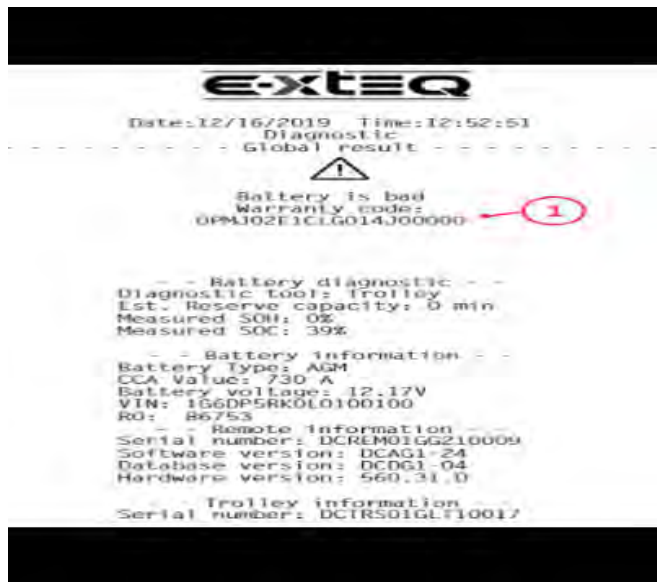 E-XTEQ
Date:12/16/2019 Time:12:52:51
Diagnostic
- - - - - - - - Global result - - - - - - - -
Battery is bad
Warranty code:
0PMJ02E1CLG014J00000
1
- - Battery diagnostic - -
Diagnostic tool: Trolley
Est. Reserve capacity: 0 min
Measured SOH: 0%
Measured SOC: 39%
- - Battery information - -
Battery Type: AGM
CCA Value: 730 A
Battery voltage: 12.17V
VIN: 1G6DP5RK0L0100100
RO: 86753
- - Remote information - -
Serial number: DCREM01GG210009
Software version: DCAG1-24
Database version: DCDG1-04
Hardware version: 560.31.0
- - Trolley information - -
Serial number: DCTRS01GLT10017